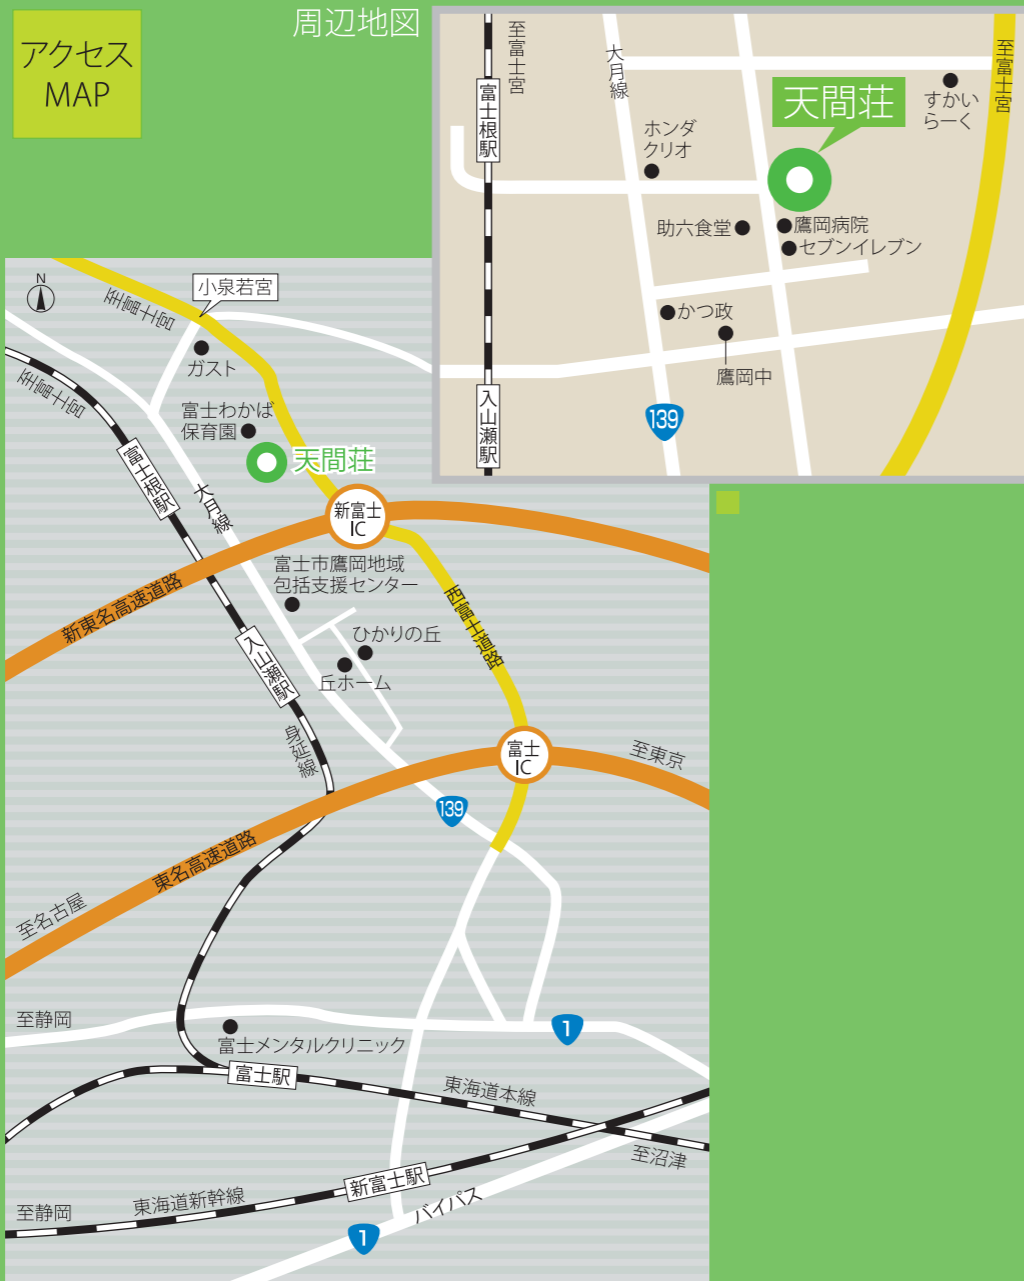 アクセス
MAP
周辺地図
至富士宮
大月線
至富士宮
富士根駅
天間荘
すかい
らーく
ホンダ
クリオ
助六食堂
鷹岡病院
セブンイレブン
かつ政
鷹岡中
入山瀬駅
139
N
小泉若宮
至富士宮
ガスト
至富士宮
富士わかば
保育園
天間荘
富士根駅
大月線
新富士
IC
富士市鷹岡地域
包括支援センター
新東名高速道路
西富士道路
ひかりの丘
入山瀬駅
丘ホーム
身延線
富士
IC
至東京
139
東名高速道路
至名古屋
至静岡
1
富士メンタルクリニック
富士駅
東海道本線
至沼津
新富士駅
東海道新幹線
バイパス
至静岡
1